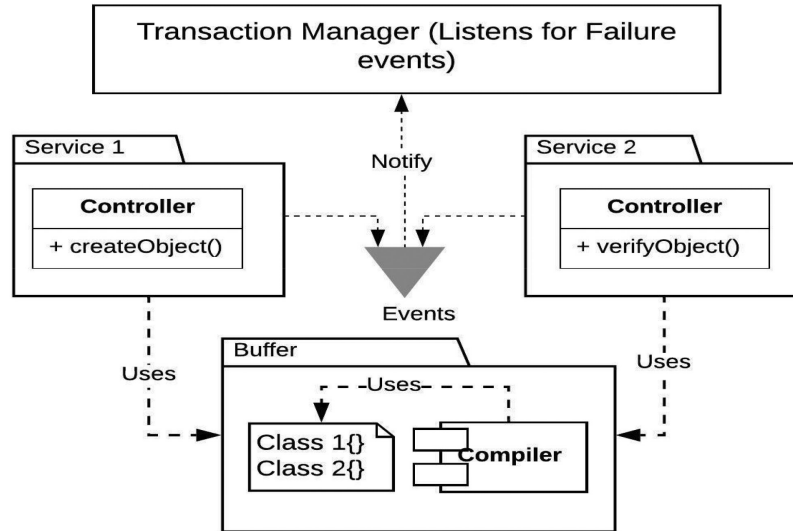 Transaction Manager (Listens for Failure
events)
Service 1
Service 2
Notify
Controller
+ createObject()
Controller
+ verifyObject()
Events
Uses
Uses
Buffer
Uses
Class 1{}
Class 2{}
Compiler